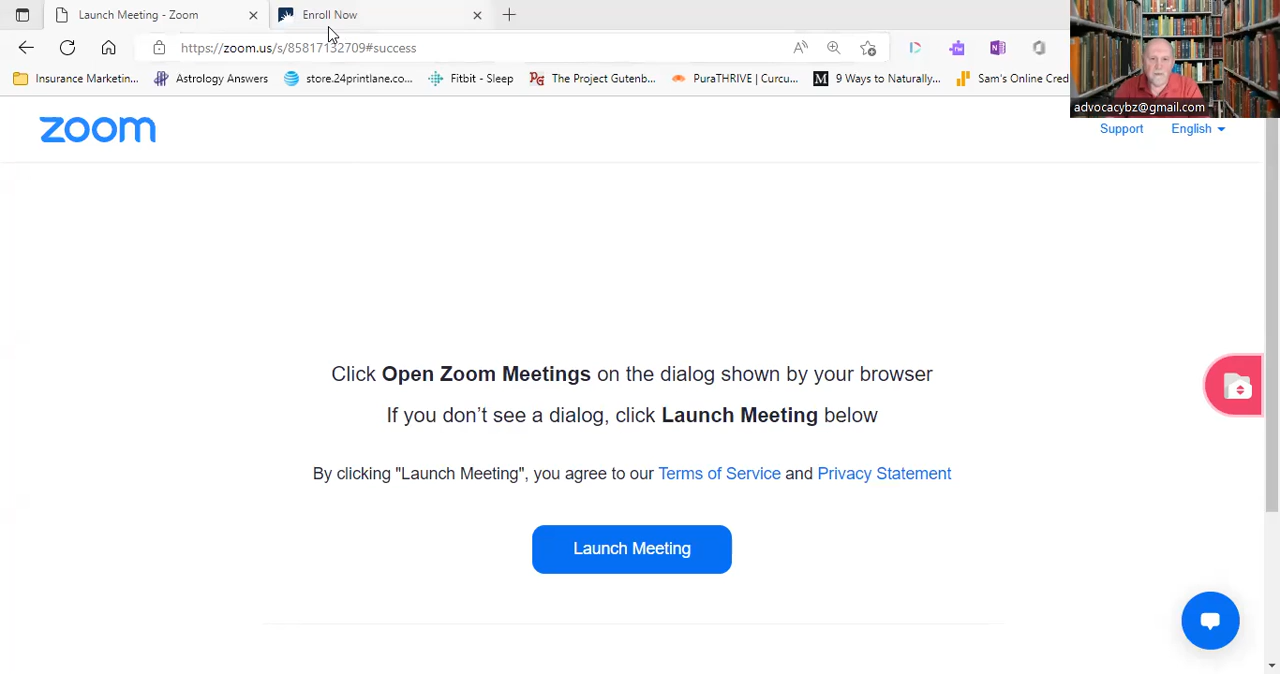 Launch Meeting - Zoom
Enroll Now
https://zoom.us/s/85817132709#success
Insurance Marketin...
Astrology Answers
store.24printlane.co...
Fitbit - Sleep
PG The Project Gutenb...
PuraTHRIVE | Curcu...
M 9 Ways to Naturally...
Sam's Online Cred
advocacybz@gmail.com
zoom
Support
English
Click Open Zoom Meetings on the dialog shown by your browser
If you don’t see a dialog, click Launch Meeting below
By clicking "Launch Meeting", you agree to our Terms of Service and Privacy Statement
Launch Meeting